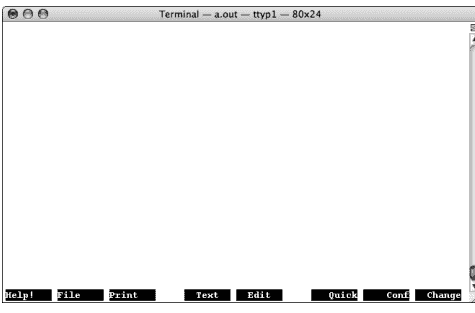 Terminal — a.out — ttyp1 — 80x24
Help! File Print Text Edit Quick Conf Change